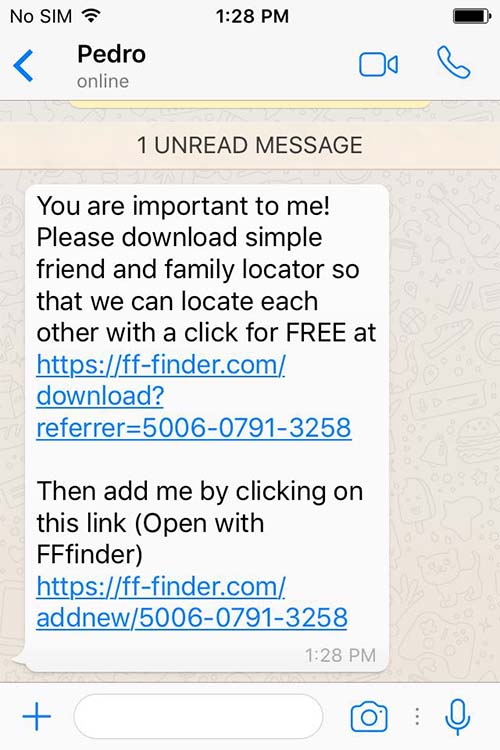 No SIM 1:28 PM
Pedro
online
1 UNREAD MESSAGE
You are important to me!
Please download simple
friend and family locator so
that we can locate each
other with a click for FREE at
https://ff-finder.com/
download?
referrer=5006-0791-3258
Then add me by clicking on
this link (Open with
FFfinder)
https://ff-finder.com/
addnew/5006-0791-3258
1:28 PM